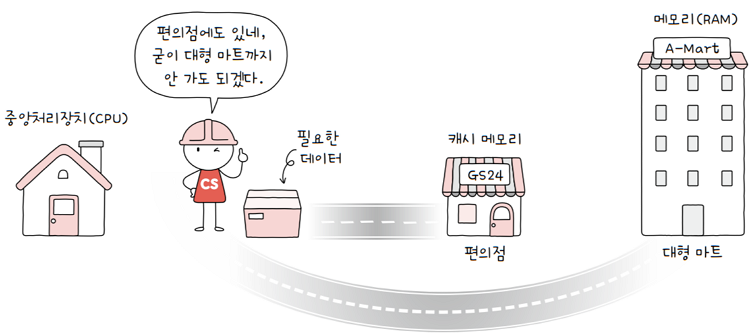 편의점에도 있네,
굳이 대형 마트까지
안 가도 되겠다.
중앙처리장치(CPU)
CS
필요한
데이터
캐시 메모리
GS24
편의점
메모리(RAM)
A-Mart
대형 마트